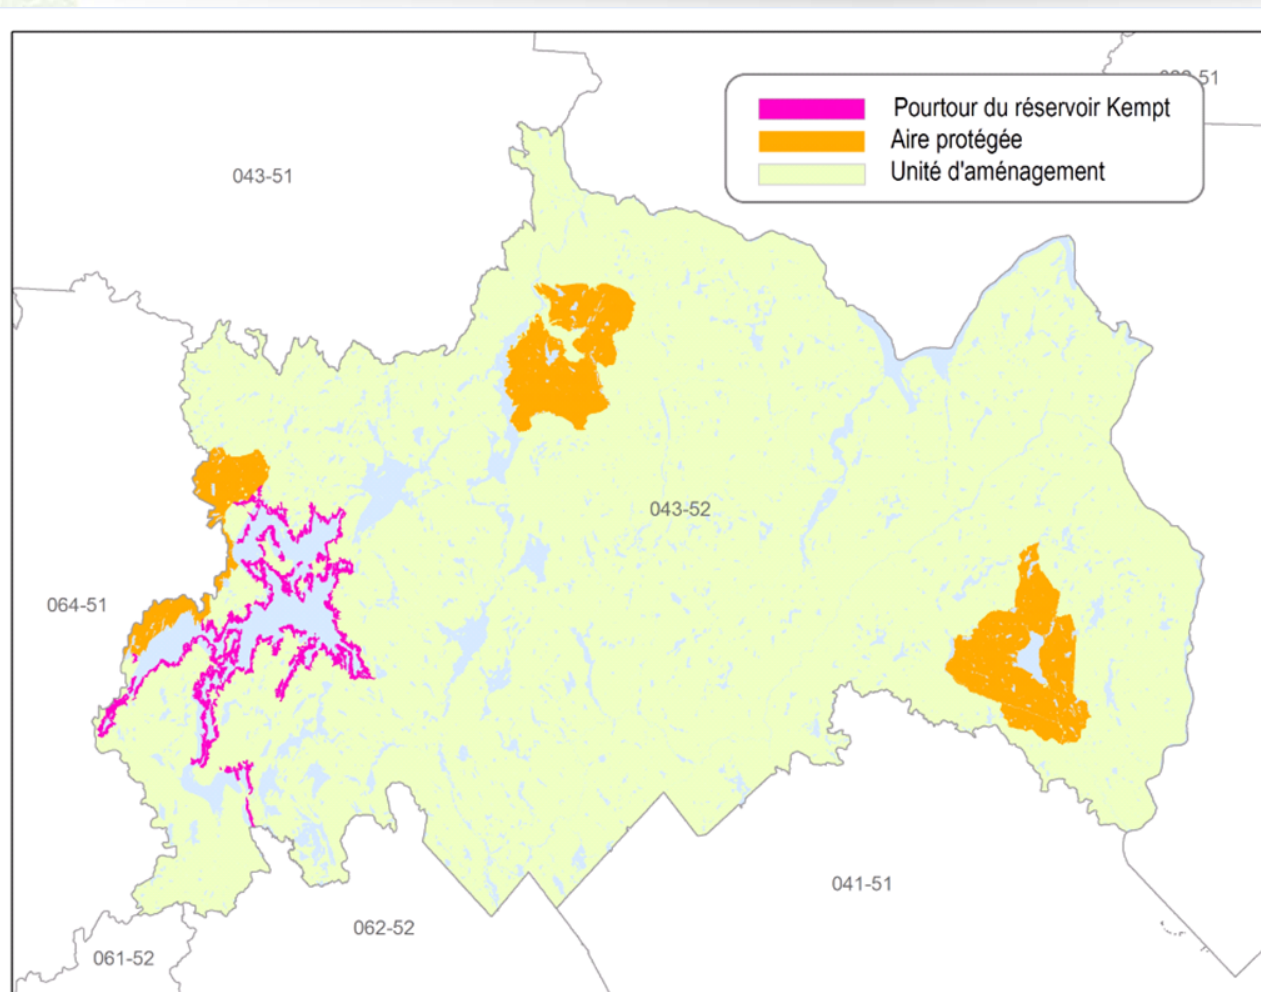 51
Pourtour du réservoir Kempt
Aire protégée
Unité d'aménagement
043-51
043-52
064-51
041-51
062-52
061-52